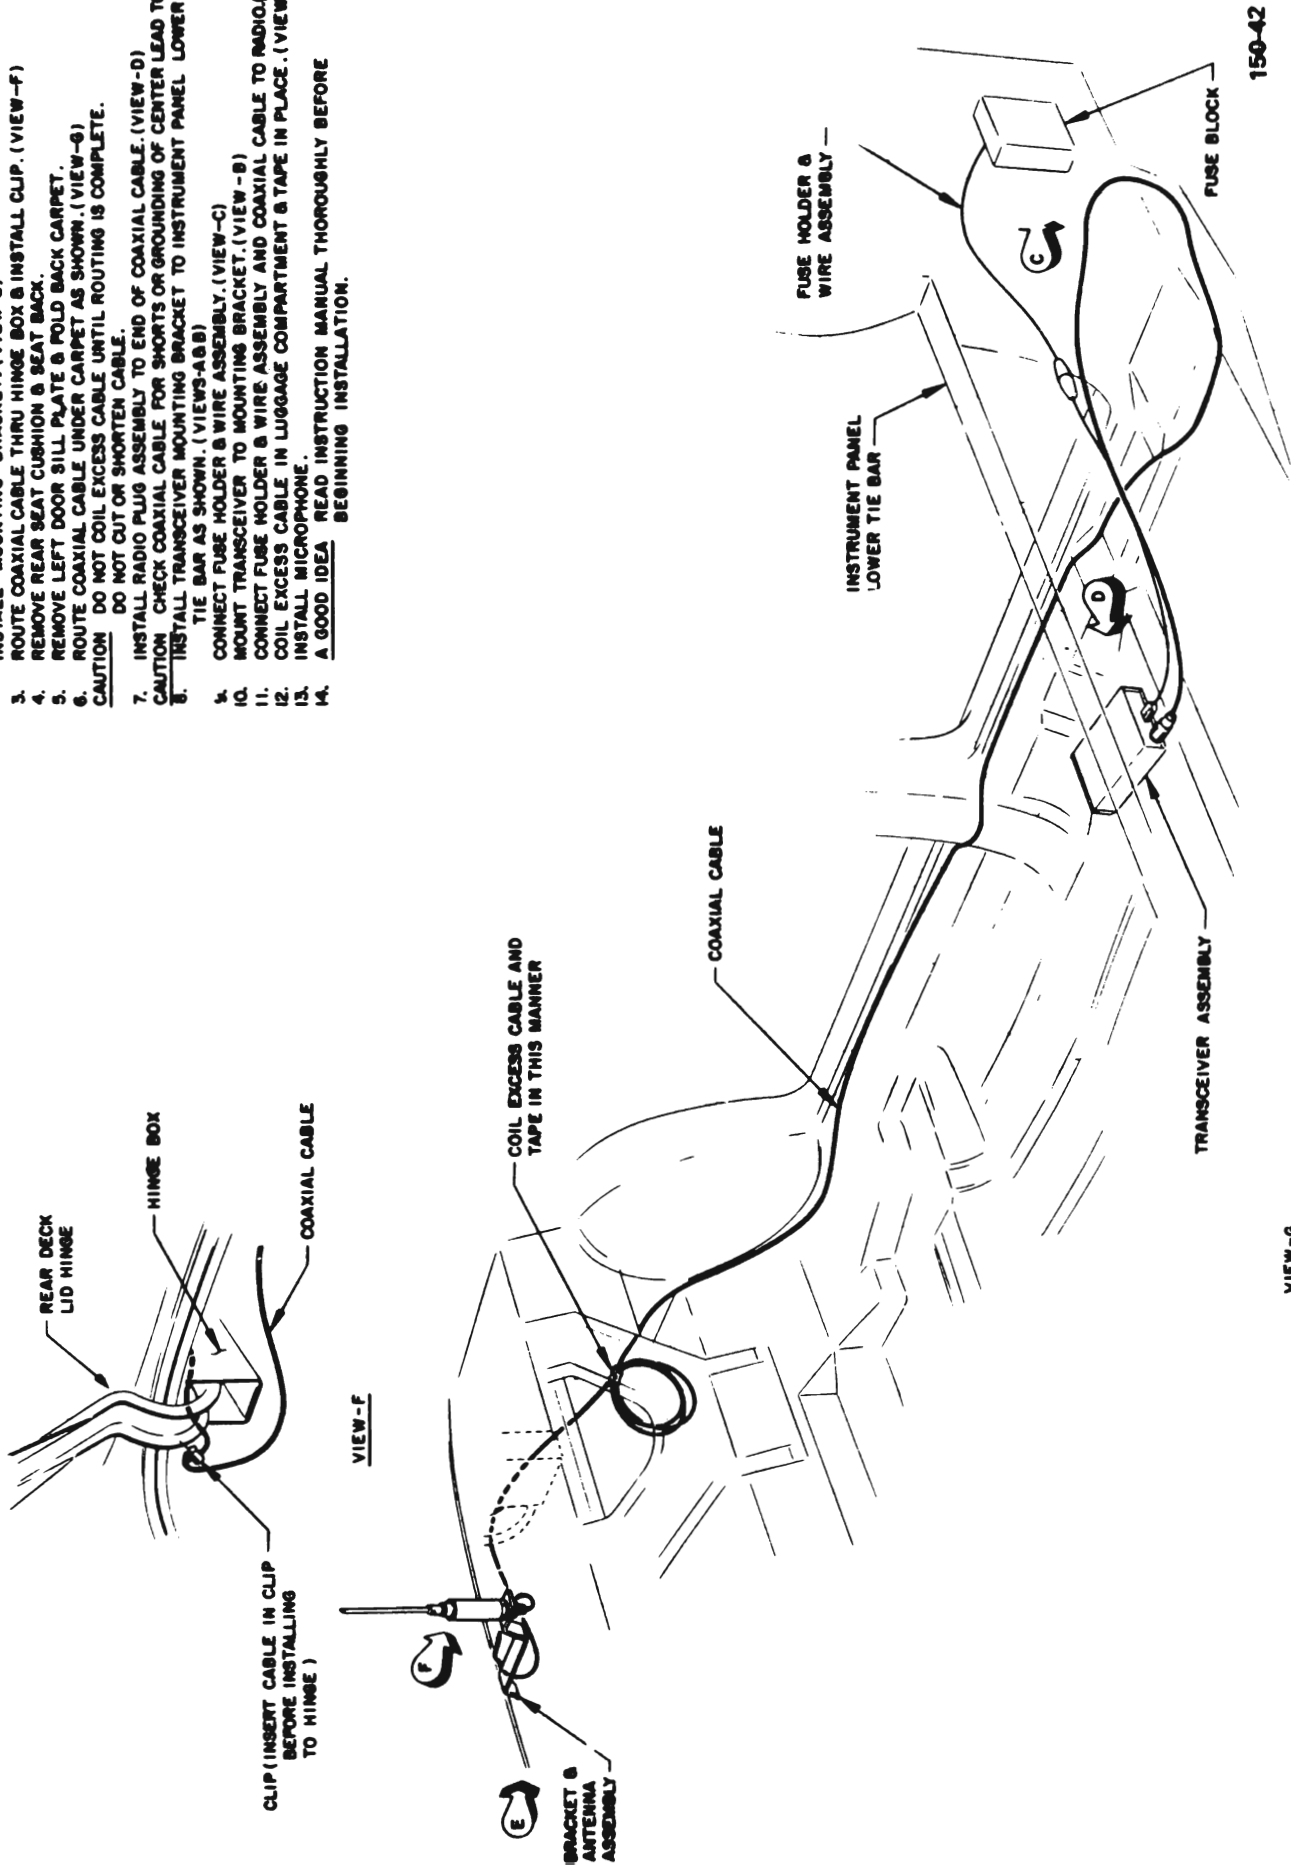 3. ROUTE COAXIAL CABLE THRU HINGE BOX & INSTALL CLIP. (VIEW-F)
4. REMOVE REAR SEAT CUSHION & SEAT BACK.
5. REMOVE LEFT DOOR SILL PLATE & FOLD BACK CARPET.
6. ROUTE COAXIAL CABLE UNDER CARPET AS SHOWN. (VIEW-G)
CAUTION DO NOT COIL EXCESS CABLE UNTIL ROUTING IS COMPLETE.
DO NOT CUT OR SHORTEN CABLE.
7. INSTALL RADIO PLUG ASSEMBLY TO END OF COAXIAL CABLE. (VIEW-D)
CAUTION CHECK COAXIAL CABLE FOR SHORTS OR GROUNDING OF CENTER LEAD TO
8. INSTALL TRANSCEIVER MOUNTING BRACKET TO INSTRUMENT PANEL LOWER
TIE BAR AS SHOWN. (VIEWS-A&B)
9. CONNECT FUSE HOLDER & WIRE ASSEMBLY. (VIEW-C)
10. MOUNT TRANSCEIVER TO MOUNTING BRACKET. (VIEW-B)
11. CONNECT FUSE HOLDER & WIRE ASSEMBLY AND COAXIAL CABLE TO RADIO.
12. COIL EXCESS CABLE IN LUGGAGE COMPARTMENT & TAPE IN PLACE. (VIEW
13. INSTALL MICROPHONE.
14. A GOOD IDEA READ INSTRUCTION MANUAL THOROUGHLY BEFORE
BEGINNING INSTALLATION.
REAR DECK
LID HINGE
HINGE BOX
COAXIAL CABLE
CLIP (INSERT CABLE IN CLIP
BEFORE INSTALLING
TO HINGE)
VIEW-F
F
E
BRACKET &
ANTENNA
ASSEMBLY
COIL EXCESS CABLE AND
TAPE IN THIS MANNER
COAXIAL CABLE
INSTRUMENT PANEL
LOWER TIE BAR
FUSE HOLDER &
WIRE ASSEMBLY
C
D
FUSE BLOCK
TRANSCEIVER ASSEMBLY
150-42